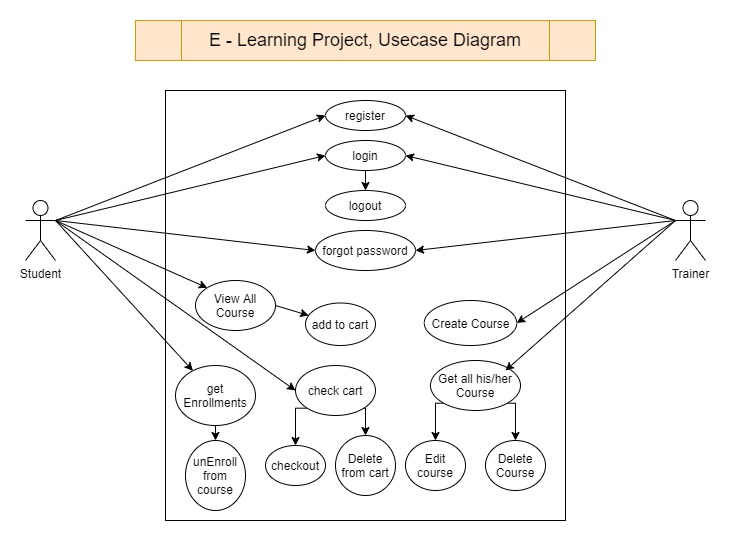 E - Learning Project, Usecase Diagram
register
login
logout
forgot password
Student
Trainer
View All
Course
add to cart
Create Course
get
Enrollments
check cart
Get all his/her
Course
unEnroll
from
course
checkout
Delete
from cart
Edit
course
Delete
Course